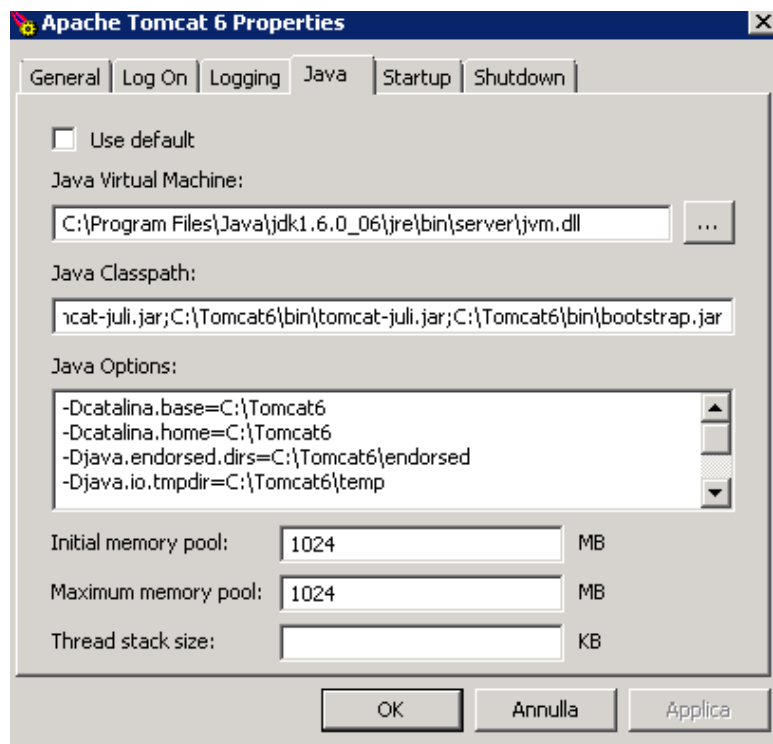 Apache Tomcat 6 Properties
General Log On Logging Java Startup Shutdown
Use default
Java Virtual Machine:
C:\Program Files\Java\jdk1.6.0_06\jre\bin\server\jvm.dll ...
Java Classpath:
ncat-juli.jar;C:\Tomcat6\bin\tomcat-juli.jar;C:\Tomcat6\bin\bootstrap.jar
Java Options:
-Dcatalina.base=C:\Tomcat6
-Dcatalina.home=C:\Tomcat6
-Djava.endorsed.dirs=C:\Tomcat6\endorsed
-Djava.io.tmpdir=C:\Tomcat6\temp
Initial memory pool: 1024 MB
Maximum memory pool: 1024 MB
Thread stack size: KB
OK Annulla Applica